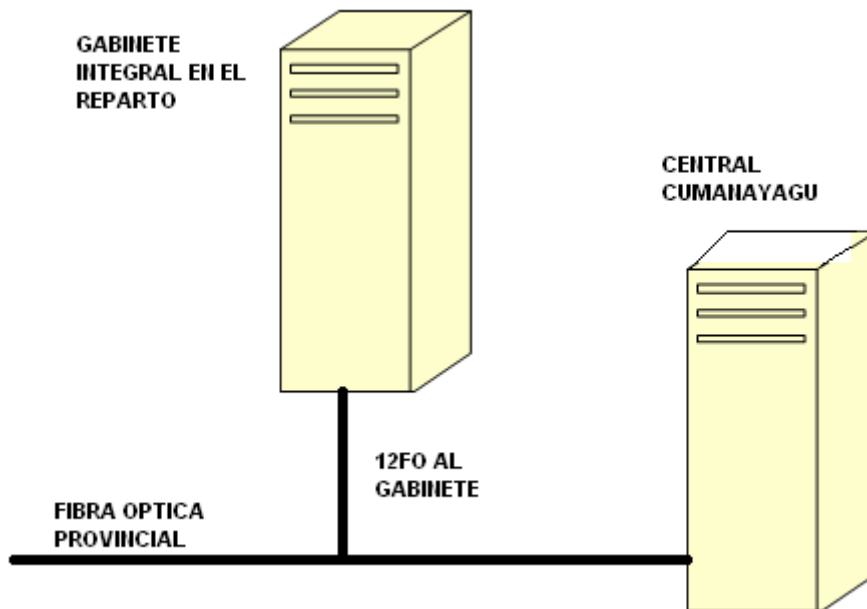 GABINETE
INTEGRAL EN EL
REPARTO
CENTRAL
CUMANAYAGU
12FO AL
GABINETE
FIBRA OPTICA
PROVINCIAL